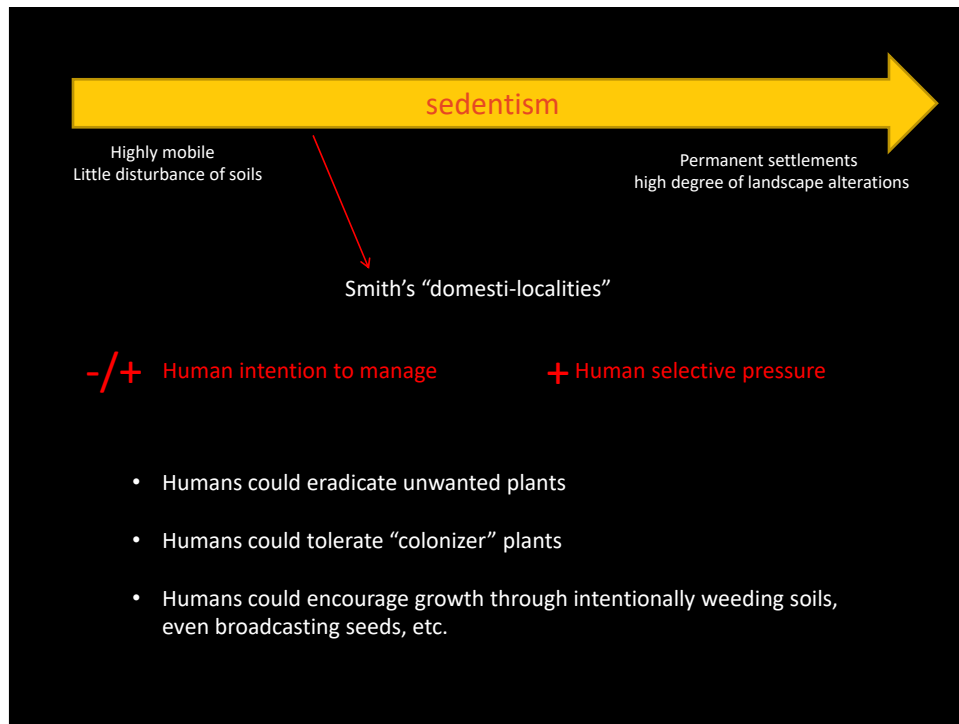 sedentism
Highly mobile
Little disturbance of soils
Permanent settlements
high degree of landscape alterations
Smith’s “domesti-localities”
-/+ Human intention to manage
+ Human selective pressure
• Humans could eradicate unwanted plants
• Humans could tolerate “colonizer” plants
• Humans could encourage growth through intentionally weeding soils,
even broadcasting seeds, etc.